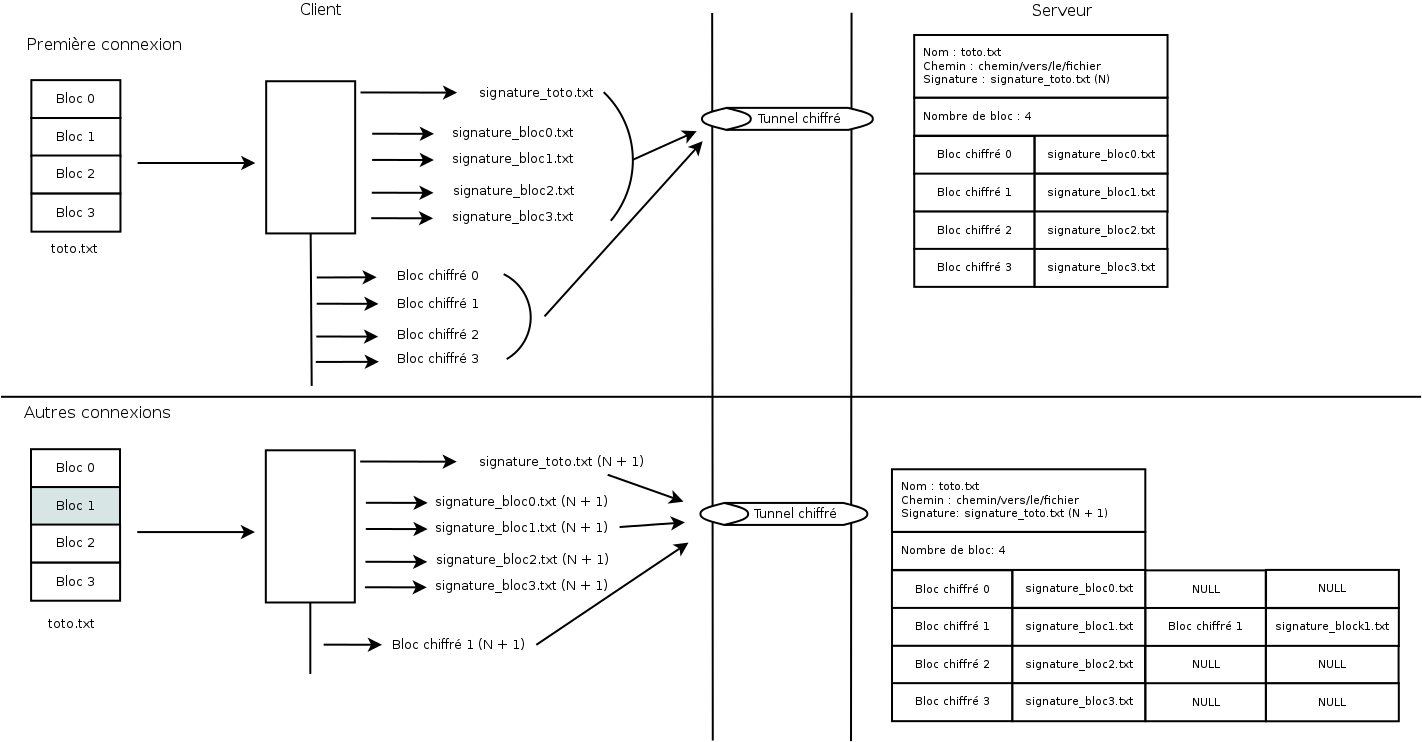 Client
Serveur
Première connexion
Bloc 0
Bloc 1
Bloc 2
Bloc 3
toto.txt
signature_toto.txt
signature_bloc0.txt
signature_bloc1.txt
signature_bloc2.txt
signature_bloc3.txt
Bloc chiffré 0
Bloc chiffré 1
Bloc chiffré 2
Bloc chiffré 3
Tunnel chiffré
Nom : toto.txt
Chemin : chemin/vers/le/fichier
Signature : signature_toto.txt (N)
Nombre de bloc : 4
Bloc chiffré 0 signature_bloc0.txt
Bloc chiffré 1 signature_bloc1.txt
Bloc chiffré 2 signature_bloc2.txt
Bloc chiffré 3 signature_bloc3.txt
Autres connexions
Bloc 0
Bloc 1
Bloc 2
Bloc 3
toto.txt
signature_toto.txt (N + 1)
signature_bloc0.txt (N + 1)
signature_bloc1.txt (N + 1)
signature_bloc2.txt (N + 1)
signature_bloc3.txt (N + 1)
Bloc chiffré 1 (N + 1)
Tunnel chiffré
Nom : toto.txt
Chemin : chemin/vers/le/fichier
Signature: signature_toto.txt (N + 1)
Nombre de bloc: 4
Bloc chiffré 0 signature_bloc0.txt NULL NULL
Bloc chiffré 1 signature_bloc1.txt Bloc chiffré 1 signature_block1.txt
Bloc chiffré 2 signature_bloc2.txt NULL NULL
Bloc chiffré 3 signature_bloc3.txt NULL NULL